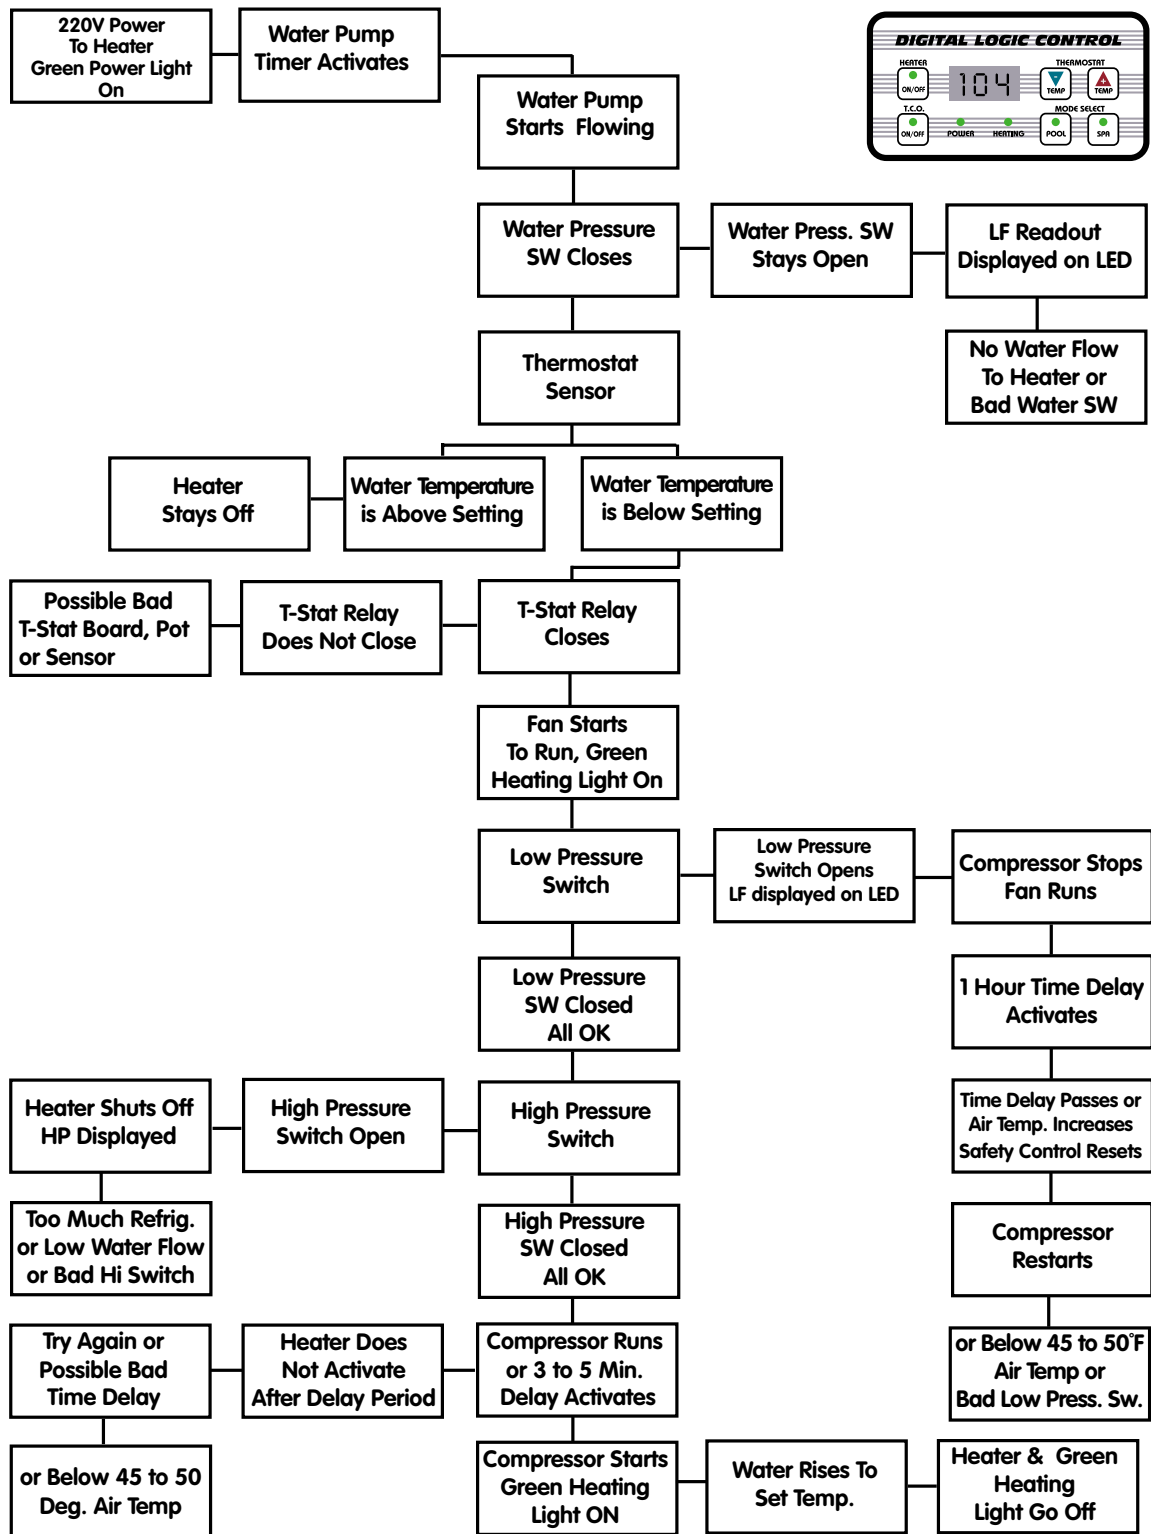 220V Power
To Heater
Green Power Light
On
Water Pump
Timer Activates
Water Pump
Starts Flowing
DIGITAL LOGIC CONTROL
HEATER
THERMOSTAT
ON/OFF
104
-
TEMP
+
TEMP
T.C.O.
MODE SELECT
ON/OFF
POWER
HEATING
POOL
SPA
Water Pressure
SW Closes
Water Press. SW
Stays Open
LF Readout
Displayed on LED
No Water Flow
To Heater or
Bad Water SW
Thermostat
Sensor
Heater
Stays Off
Water Temperature
is Above Setting
Water Temperature
is Below Setting
Possible Bad
T-Stat Board, Pot
or Sensor
T-Stat Relay
Does Not Close
T-Stat Relay
Closes
Fan Starts
To Run, Green
Heating Light On
Low Pressure
Switch
Low Pressure
Switch Opens
LF displayed on LED
Compressor Stops
Fan Runs
Low Pressure
SW Closed
All OK
1 Hour Time Delay
Activates
Heater Shuts Off
HP Displayed
High Pressure
Switch Open
High Pressure
Switch
Time Delay Passes or
Air Temp. Increases
Safety Control Resets
Too Much Refrig.
or Low Water Flow
or Bad Hi Switch
High Pressure
SW Closed
All OK
Compressor
Restarts
Try Again or
Possible Bad
Time Delay
Heater Does
Not Activate
After Delay Period
Compressor Runs
or 3 to 5 Min.
Delay Activates
or Below 45 to 50°F
Air Temp or
Bad Low Press. Sw.
or Below 45 to 50
Deg. Air Temp
Compressor Starts
Green Heating
Light ON
Water Rises To
Set Temp.
Heater & Green
Heating
Light Go Off